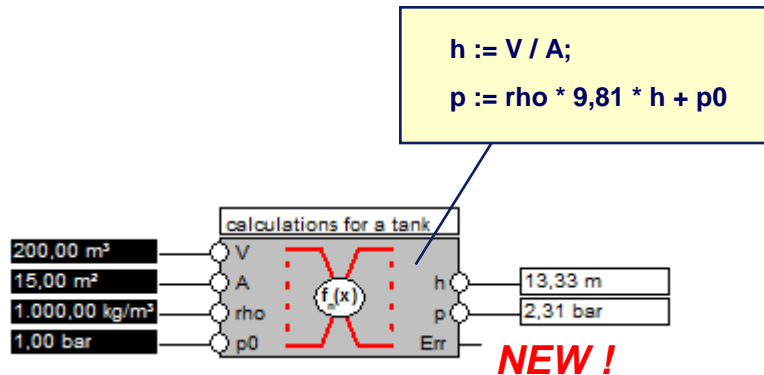 h := V / A;
p := rho * 9,81 * h + p0
calculations for a tank
200,00 m³
V
15,00 m²
A
h
13,33 m
1.000,00 kg/m³
rho
fn(x)
p
2,31 bar
1,00 bar
p0
Err
NEW !